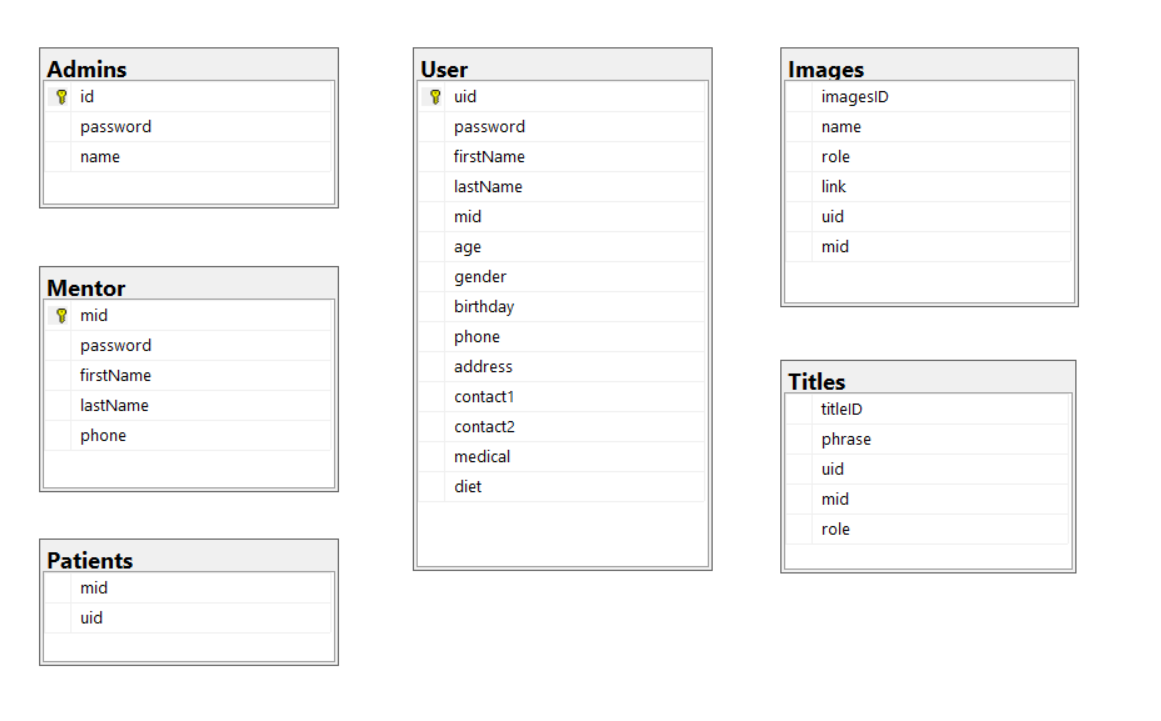 Admins
id
password
name
Mentor
mid
password
firstName
lastName
phone
Patients
mid
uid
User
uid
password
firstName
lastName
mid
age
gender
birthday
phone
address
contact1
contact2
medical
diet
Images
imagesID
name
role
link
uid
mid
Titles
titleID
phrase
uid
mid
role